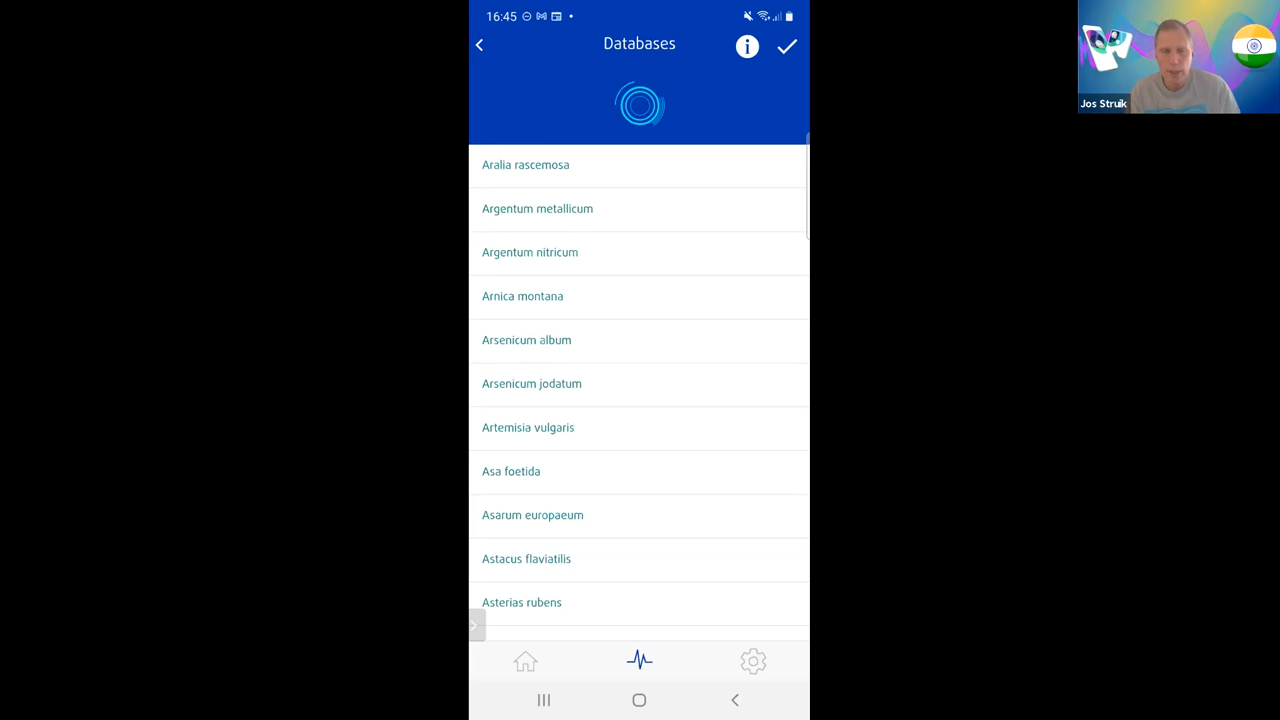 16:45
Databases
Jos Struik
Aralia rascemosa
Argentum metallicum
Argentum nitricum
Arnica montana
Arsenicum album
Arsenicum jodatum
Artemisia vulgaris
Asa foetida
Asarum europaeum
Astacus flaviatilis
Asterias rubens